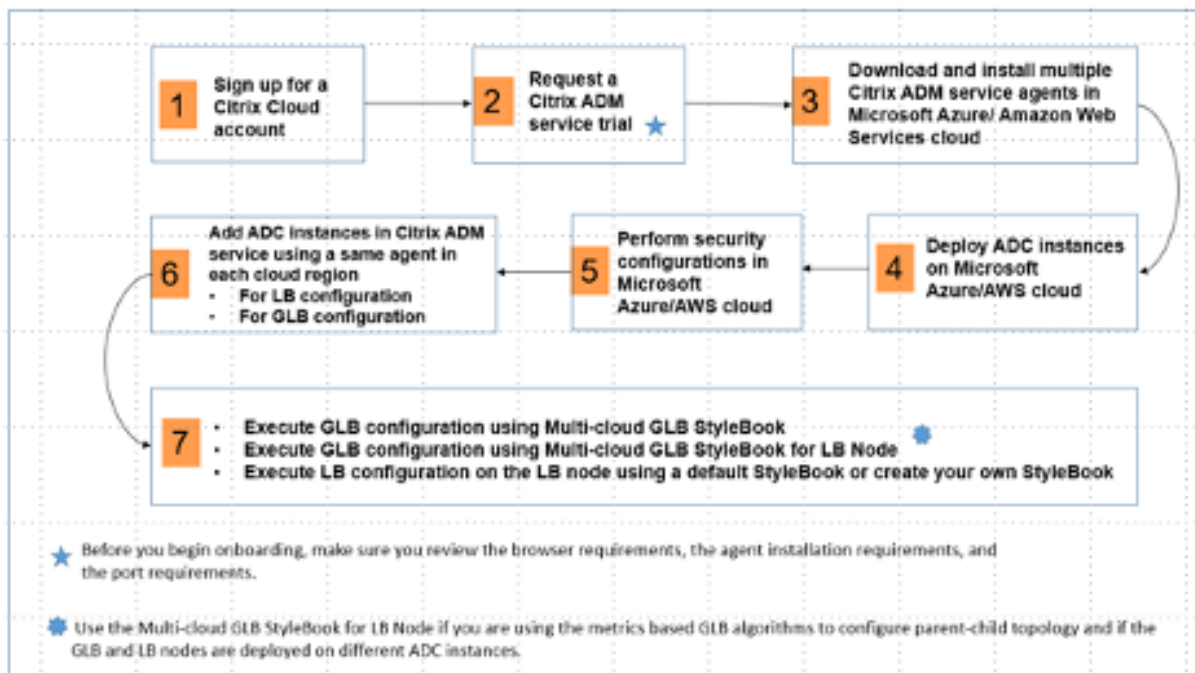 1
Sign up for a
Citrix Cloud
account
2
Request a
Citrix ADM
service trial
3
Download and install multiple
Citrix ADM service agents in
Microsoft Azure/ Amazon Web
Services cloud
4
Deploy ADC instances
on Microsoft
Azure/AWS cloud
5
Perform security
configurations in
Microsoft
Azure/AWS cloud
6
Add ADC instances in Citrix ADM
service using a same agent in
each cloud region
• For LB configuration
• For GLB configuration
7
• Execute GLB configuration using Multi-cloud GLB StyleBook
• Execute GLB configuration using Multi-cloud GLB StyleBook for LB Node
• Execute LB configuration on the LB node using a default StyleBook or create your own StyleBook
Before you begin onboarding, make sure you review the browser requirements, the agent installation requirements, and
the port requirements.
Use the Multi-cloud GLB StyleBook for LB Node if you are using the metrics based GLB algorithms to configure parent-child topology and if the
GLB and LB nodes are deployed on different ADC instances.